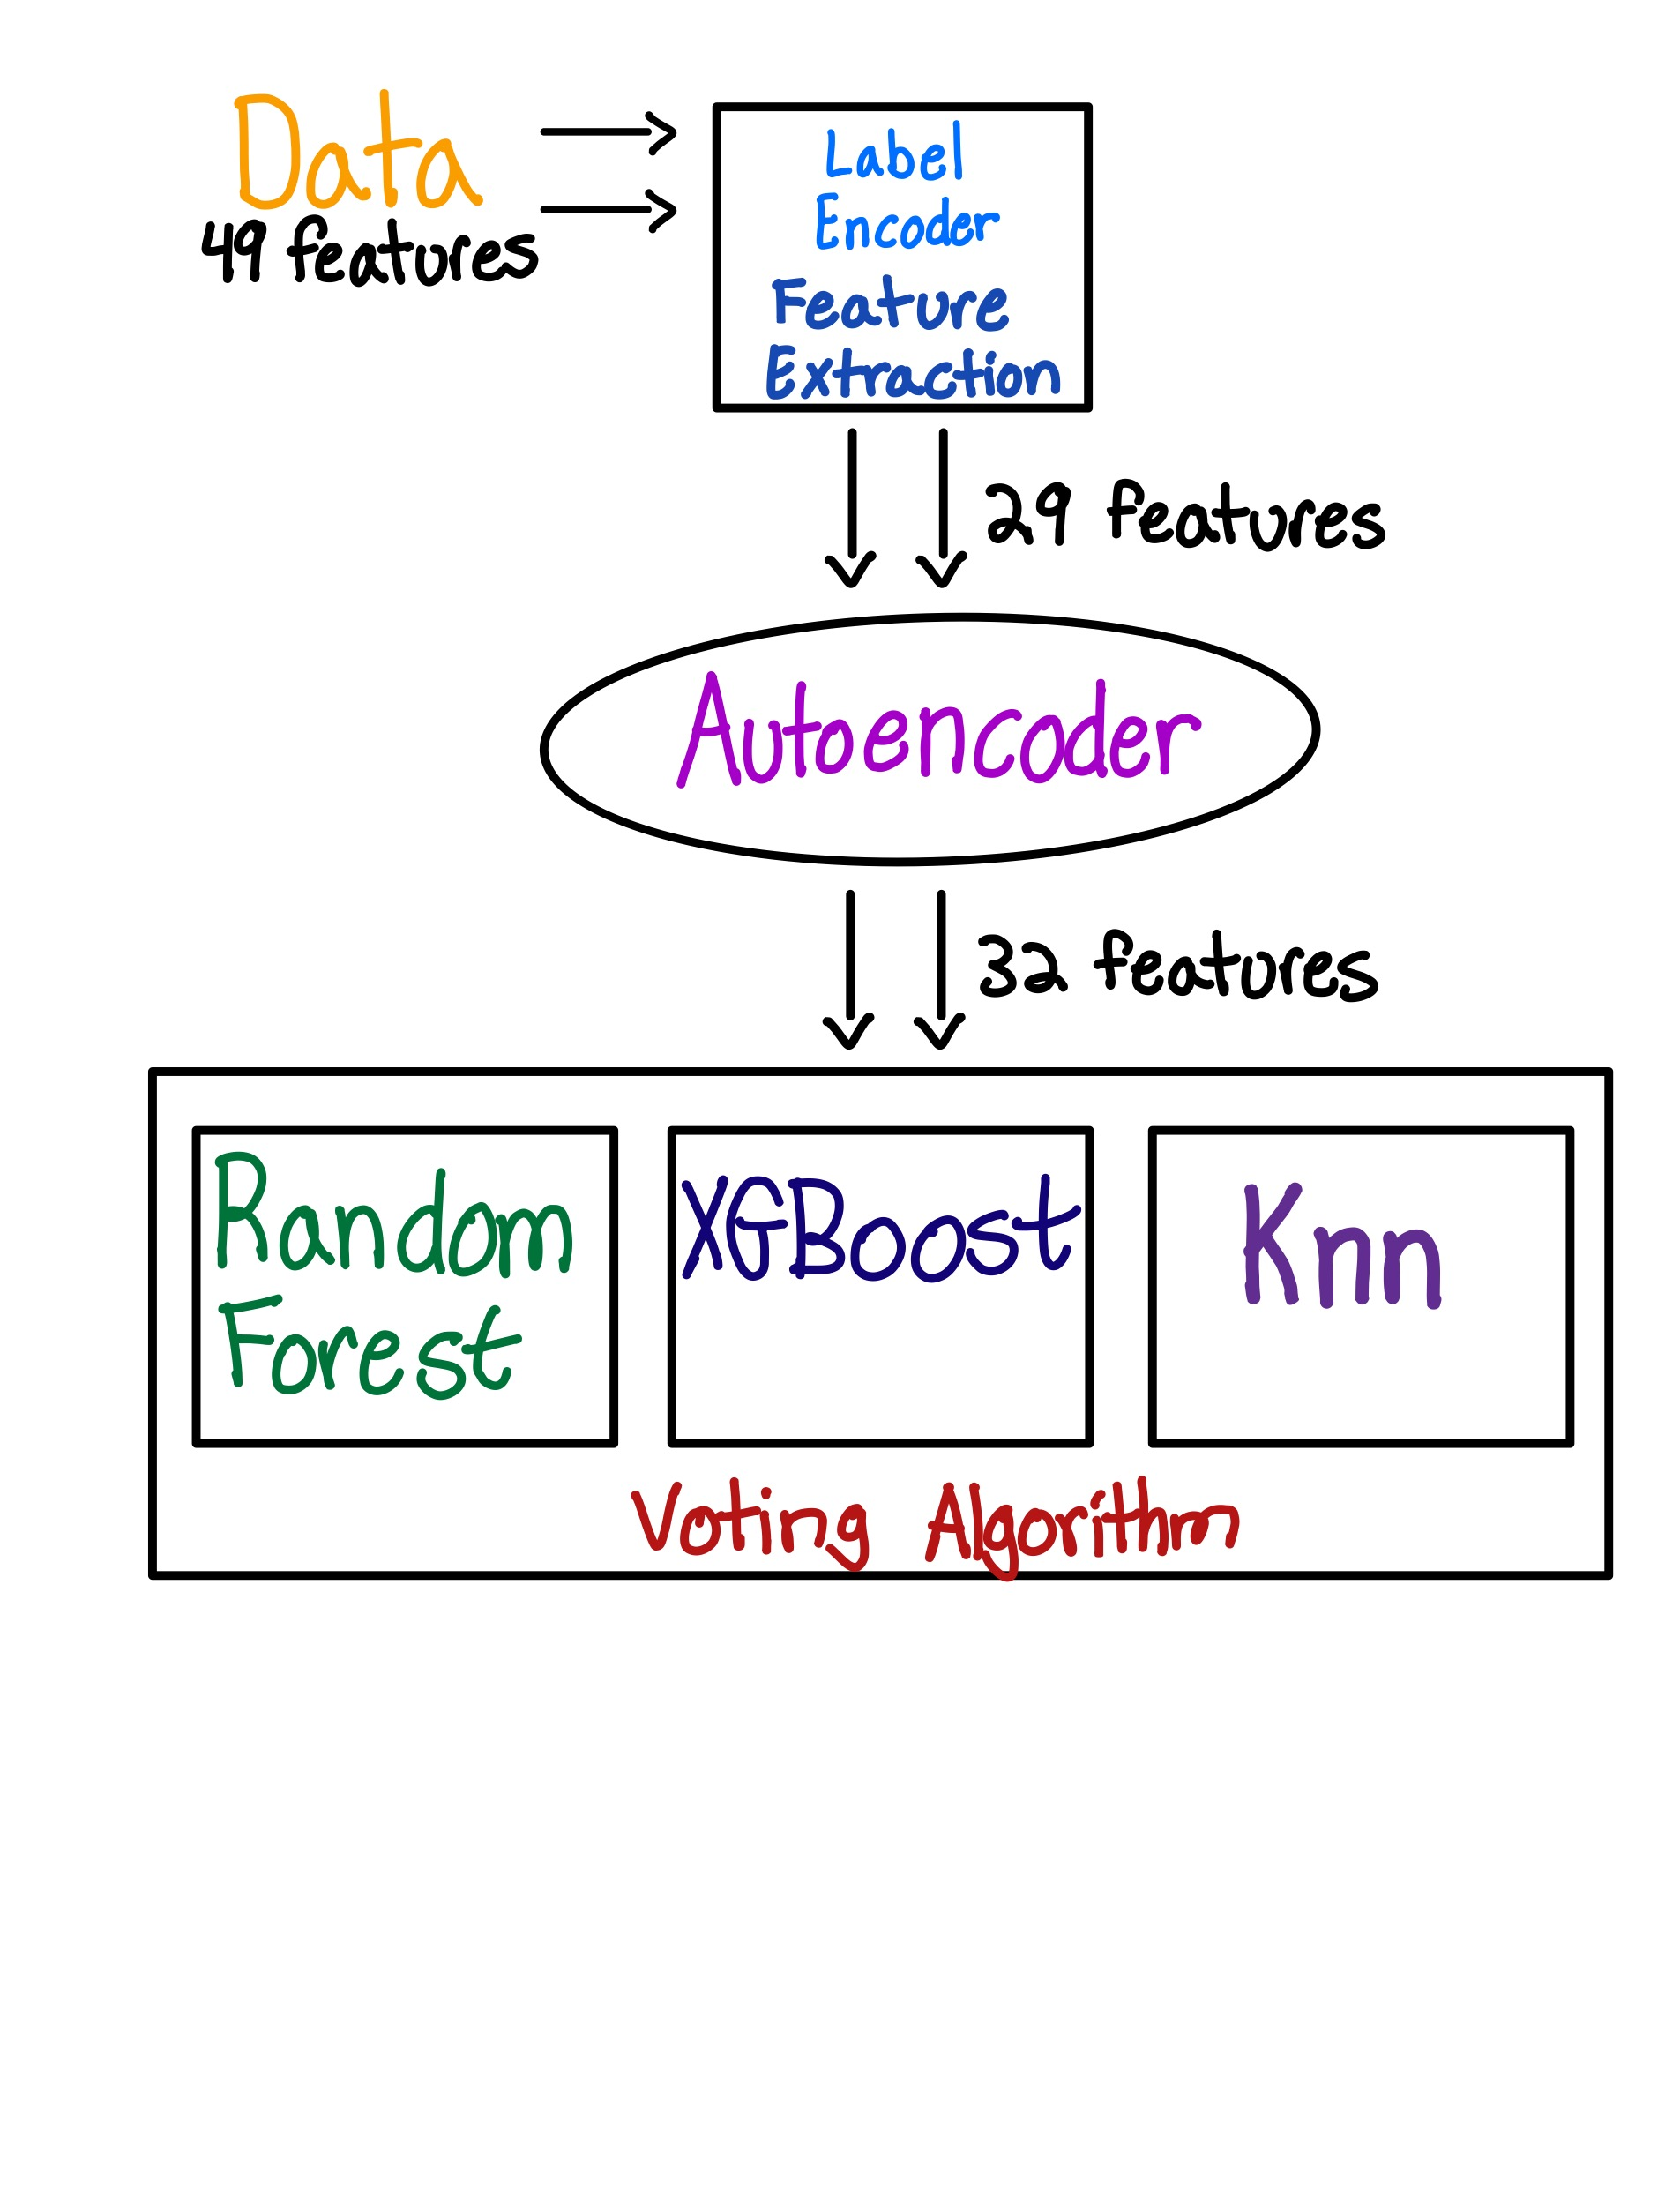 Data
49 features
Label
Encoder
Feature
Extraction
29 features
Autoencoder
32 features
Random
Forest
XGBoost
Knn
Voting Algorithm